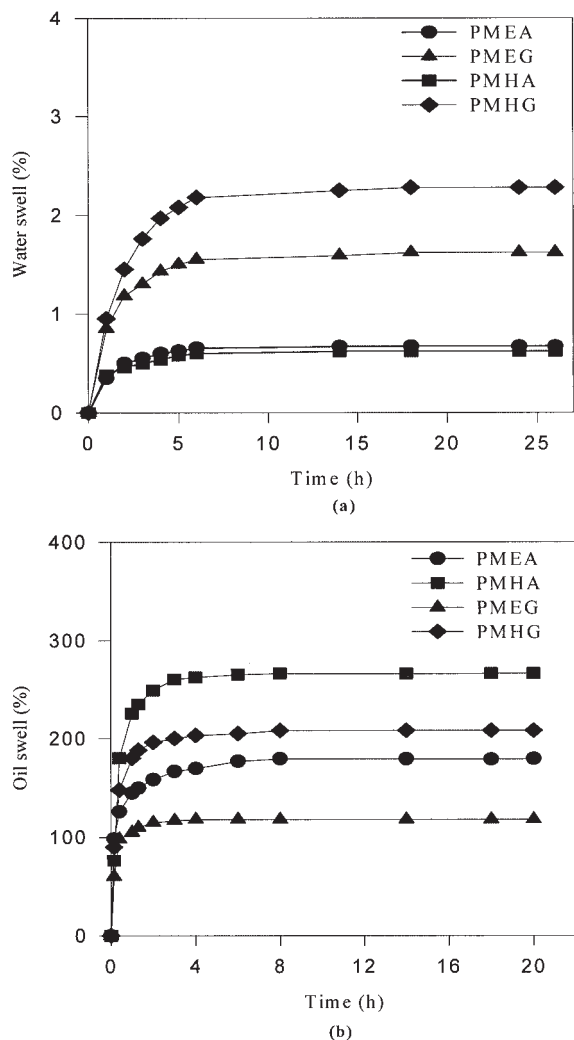 4
3
2
1
0
Water swell (%)
PMEA
PMEG
PMHA
PMHG
0 5 10 15 20 25
Time (h)
(a)
400
300
200
100
0
Oil swell (%)
PMEA
PMHA
PMEG
PMHG
0 4 8 12 16 20
Time (h)
(b)